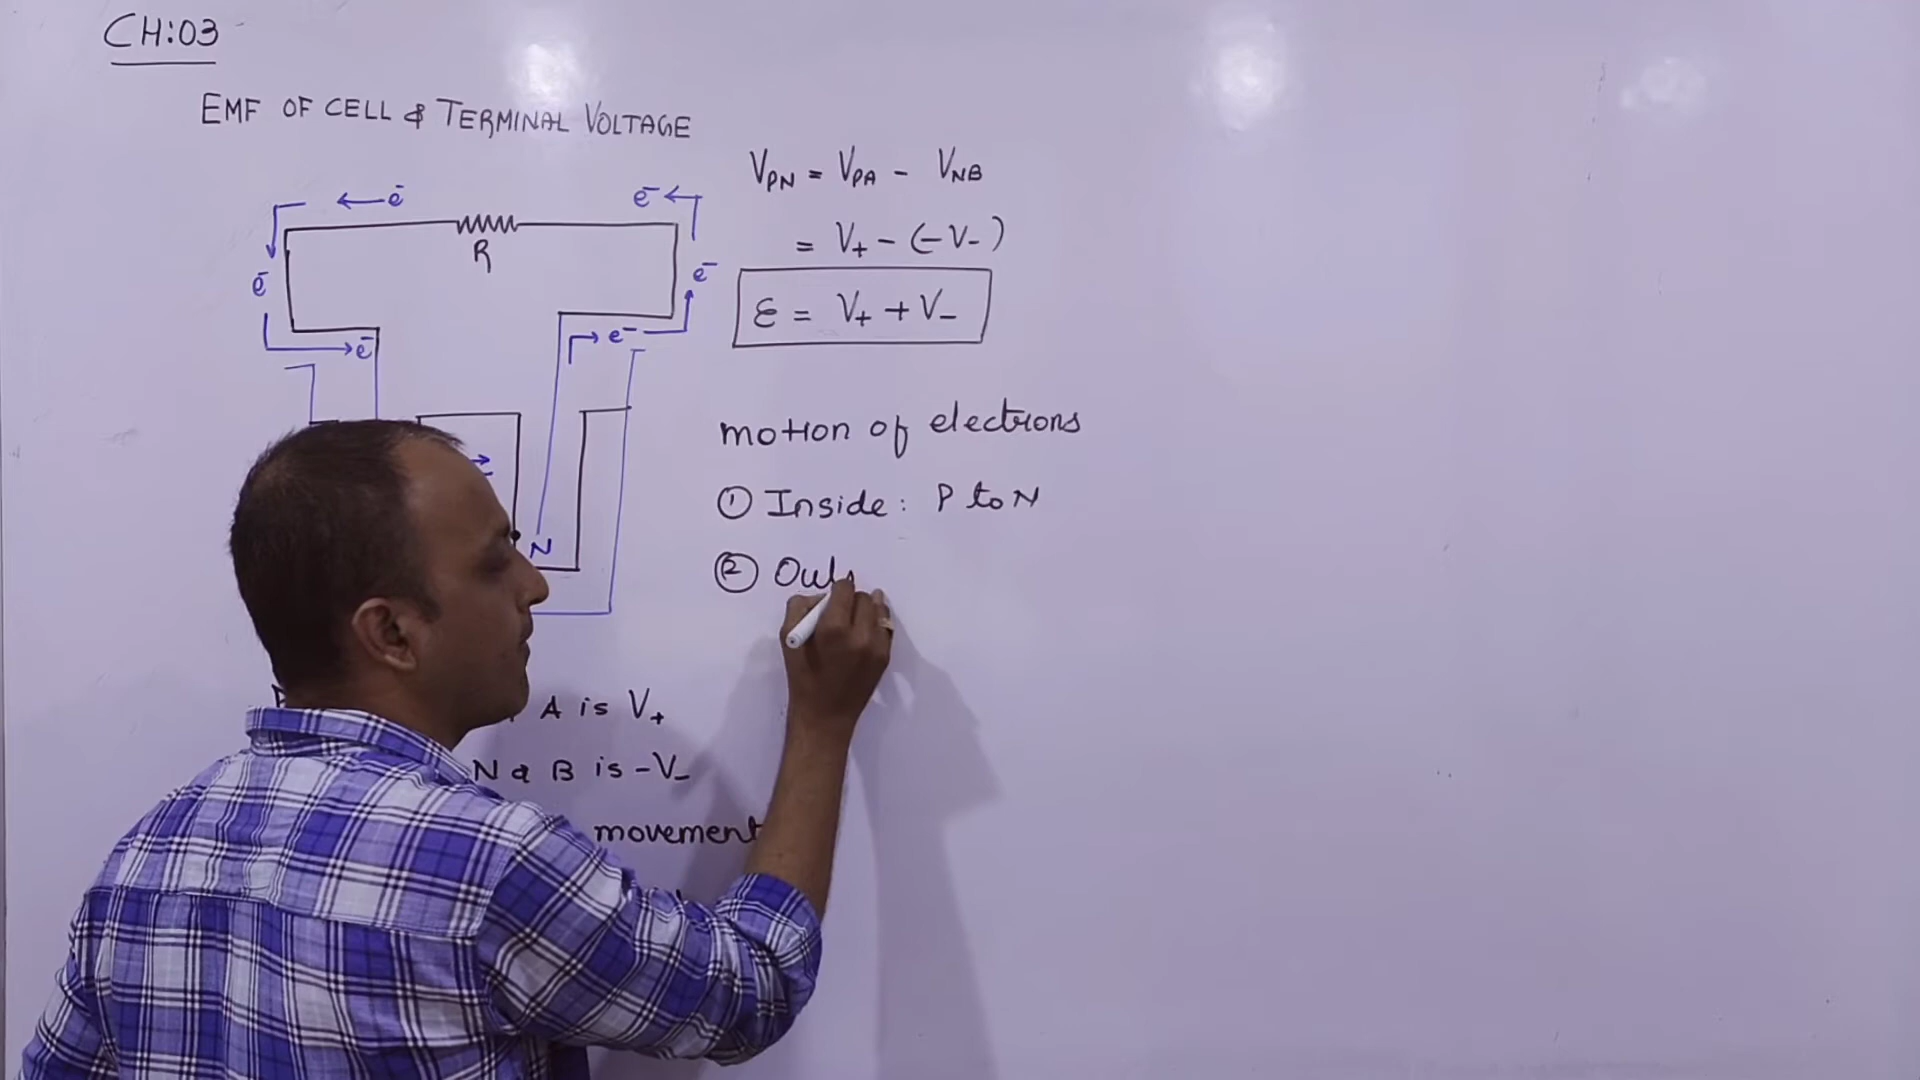 CH:03
EMF OF CELL & TERMINAL VOLTAGE
V_PN = V_PA - V_NB
= V₊ - (-V₋)
ε = V₊ + V₋
e⁻
e⁻
R
e⁻
e⁻
e⁻
e⁻
N
motion of electrons
① Inside: P to N
②
A is V₊
N & B is -V₋
movement